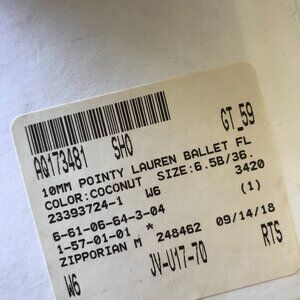 AQ173481 SHO GT_59
10MM POINTY LAUREN BALLET FL
COLOR:COCONUT SIZE:6.5B/36.
23393724-1 W6 3420
6-61-06-64-3-04 (1)
1-57-01-01 *
ZIPPORIAN M 248462 09/14/18
W6 JV-U17-70 RTS